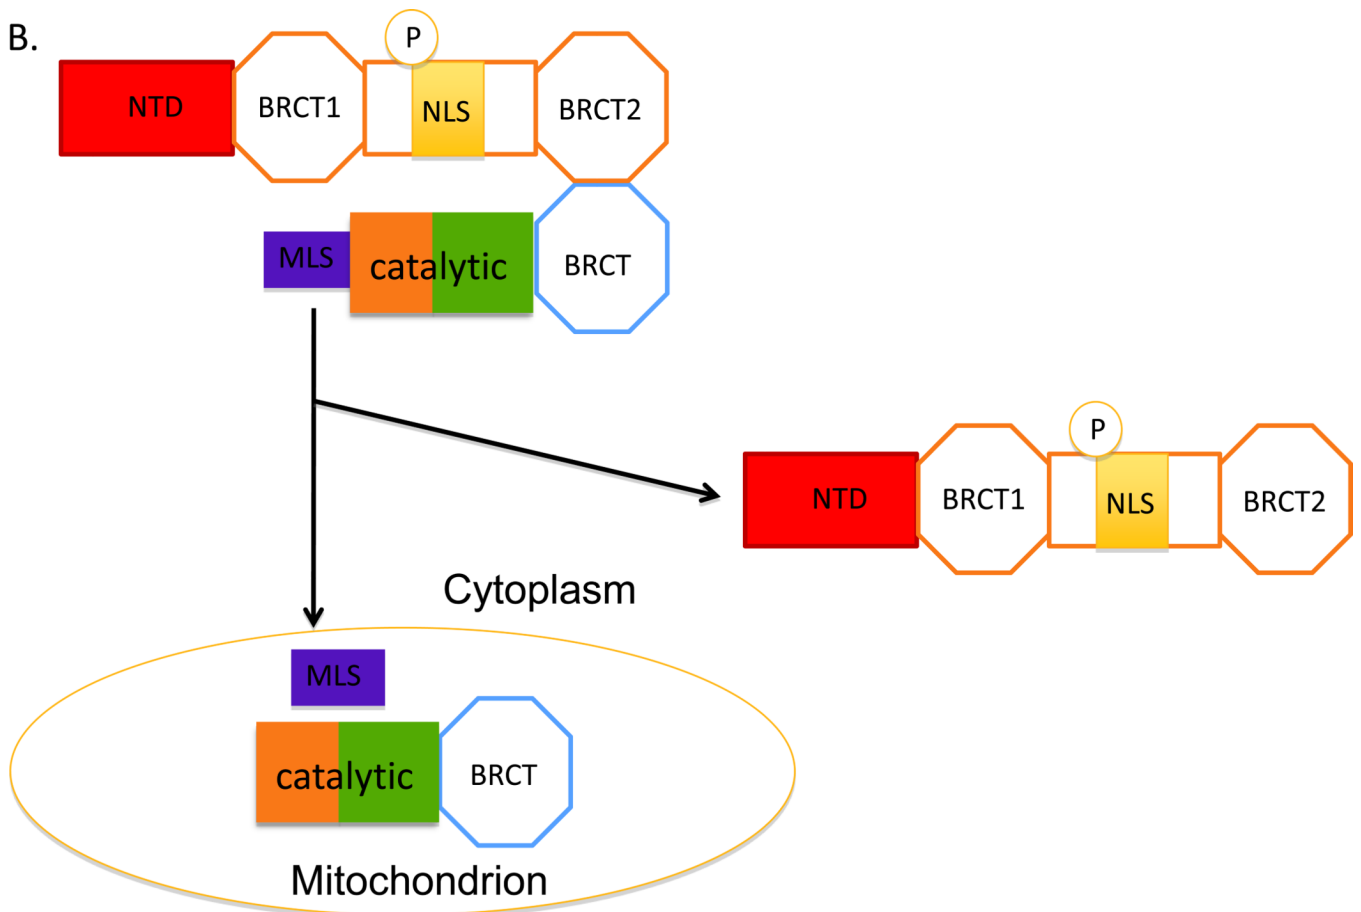 B.
P
NTD
BRCT1
NLS
BRCT2
MLS
catalytic
BRCT
P
NTD
BRCT1
NLS
BRCT2
Cytoplasm
MLS
catalytic
BRCT
Mitochondrion